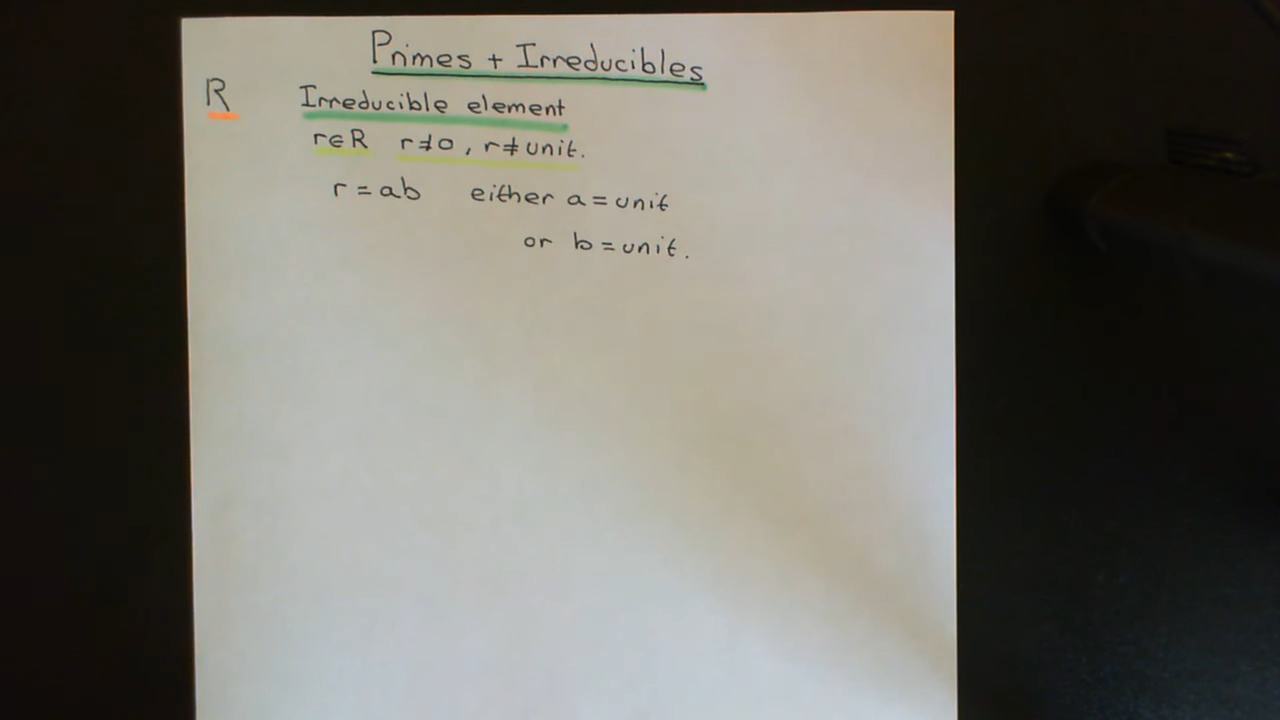 Primes + Irreducibles
R Irreducible element
r∈R r≠0, r≠unit.
r = ab either a = unit
or b = unit.